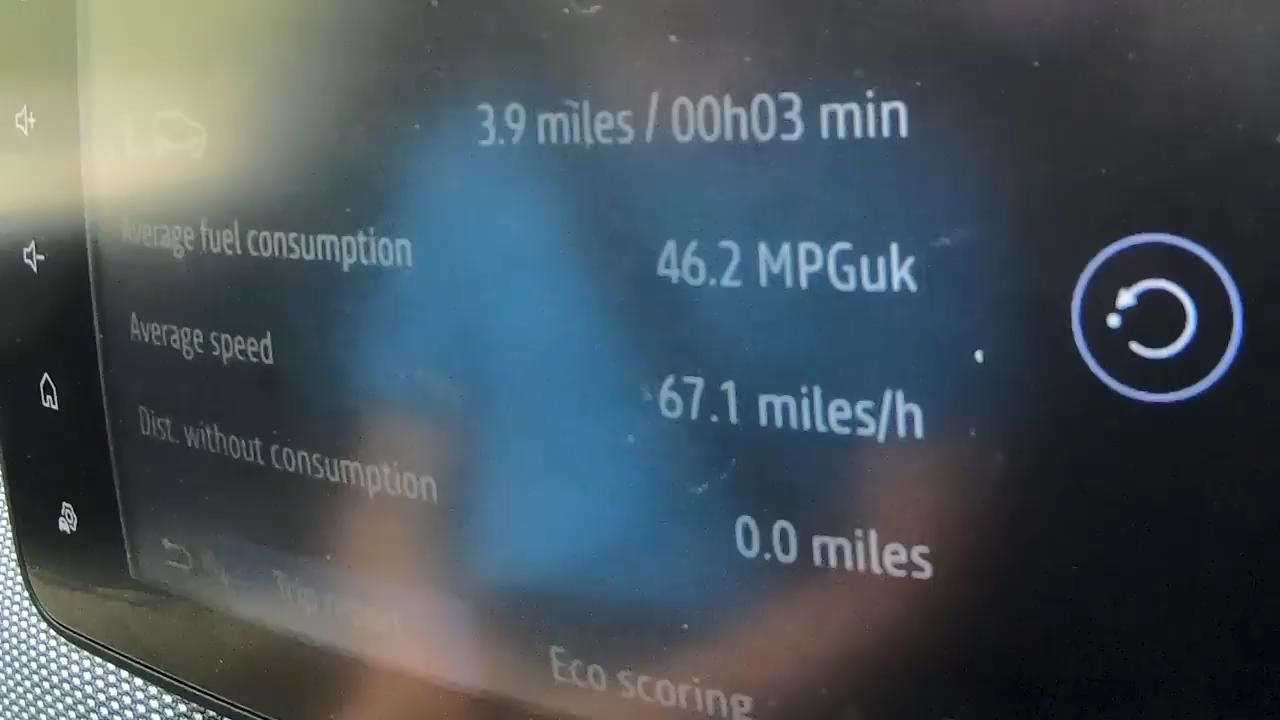 3.9 miles / 00h03 min
Average fuel consumption
46.2 MPGuk
Average speed
67.1 miles/h
Dist. without consumption
0.0 miles
Trip
Eco scoring